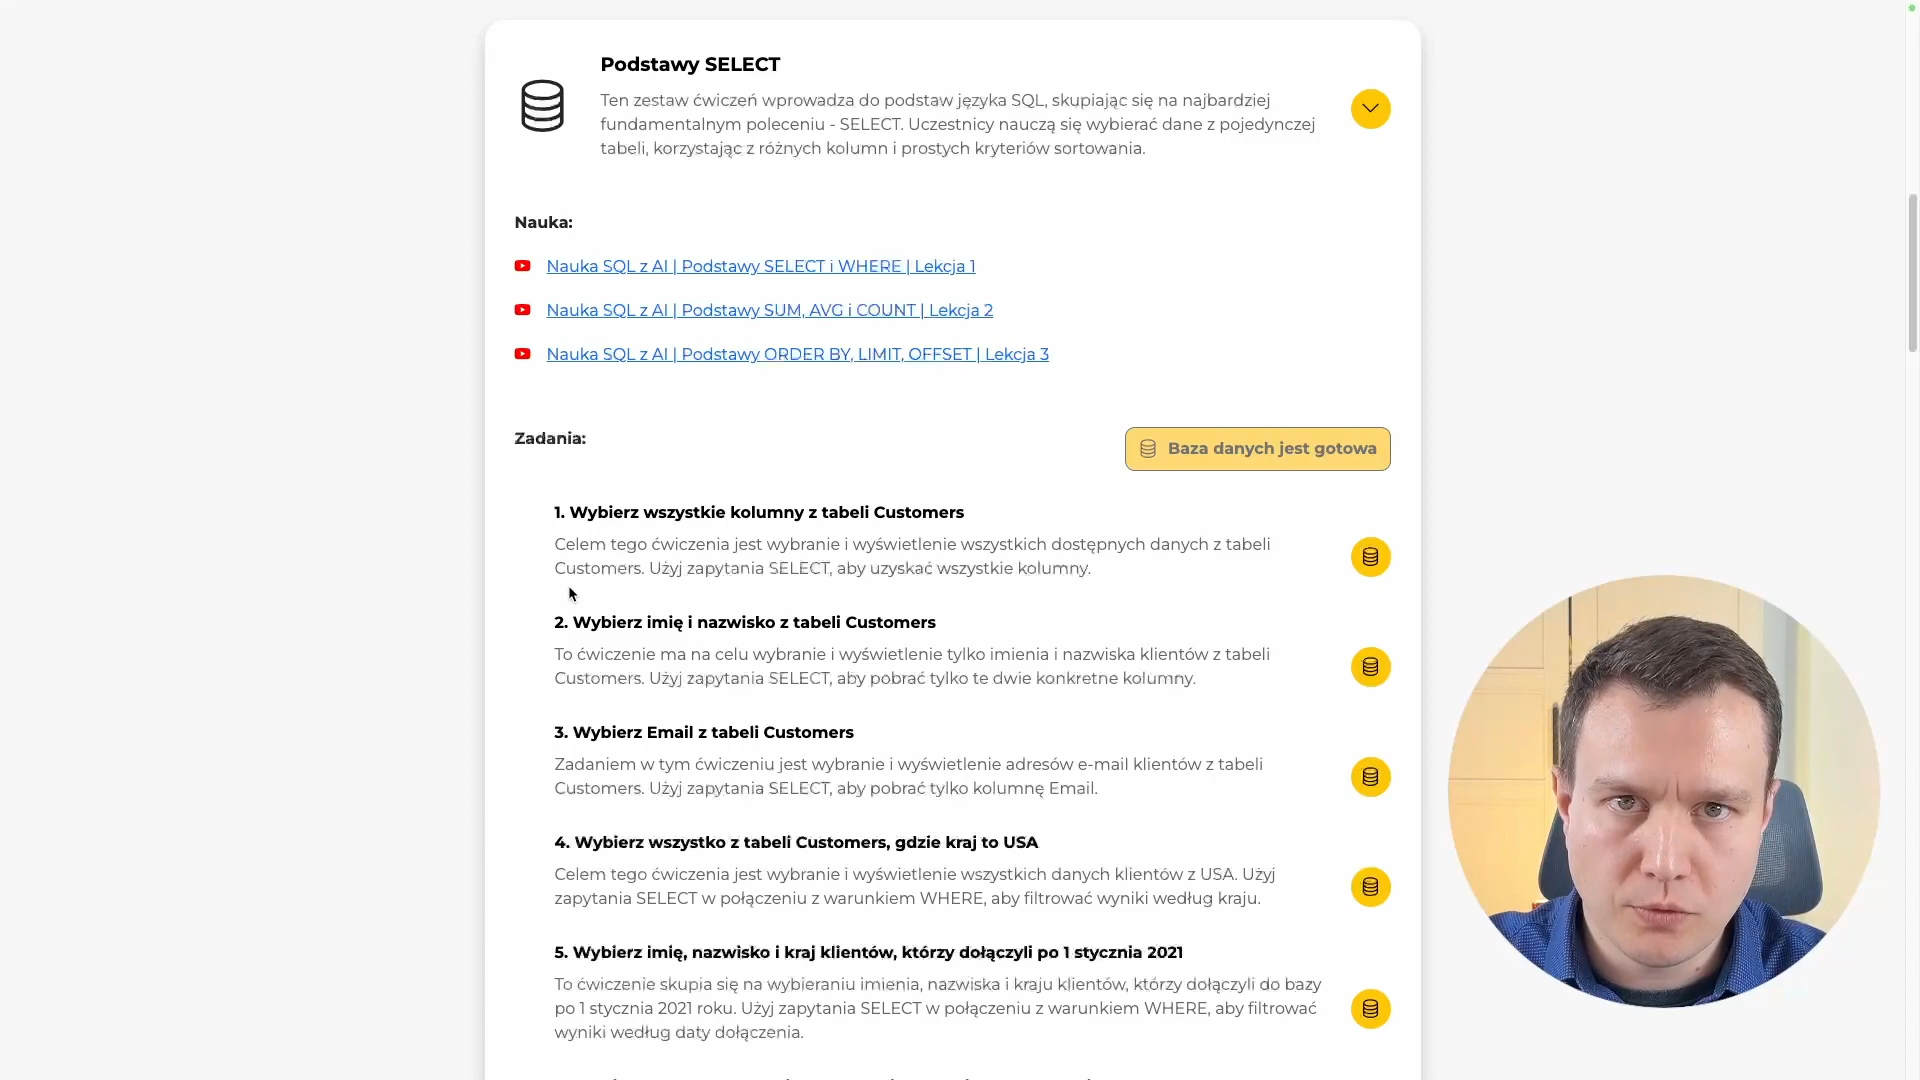 Podstawy SELECT
Ten zestaw ćwiczeń wprowadza do podstaw języka SQL, skupiając się na najbardziej
fundamentalnym poleceniu - SELECT. Uczestnicy nauczą się wybierać dane z pojedynczej
tabeli, korzystając z różnych kolumn i prostych kryteriów sortowania.
Nauka:
Nauka SQL z AI | Podstawy SELECT i WHERE | Lekcja 1
Nauka SQL z AI | Podstawy SUM, AVG i COUNT | Lekcja 2
Nauka SQL z AI | Podstawy ORDER BY, LIMIT, OFFSET | Lekcja 3
Zadania:
Baza danych jest gotowa
1. Wybierz wszystkie kolumny z tabeli Customers
Celem tego ćwiczenia jest wybranie i wyświetlenie wszystkich dostępnych danych z tabeli
Customers. Użyj zapytania SELECT, aby uzyskać wszystkie kolumny.
2. Wybierz imię i nazwisko z tabeli Customers
To ćwiczenie ma na celu wybranie i wyświetlenie tylko imienia i nazwiska klientów z tabeli
Customers. Użyj zapytania SELECT, aby pobrać tylko te dwie konkretne kolumny.
3. Wybierz Email z tabeli Customers
Zadaniem w tym ćwiczeniu jest wybranie i wyświetlenie adresów e-mail klientów z tabeli
Customers. Użyj zapytania SELECT, aby pobrać tylko kolumnę Email.
4. Wybierz wszystko z tabeli Customers, gdzie kraj to USA
Celem tego ćwiczenia jest wybranie i wyświetlenie wszystkich danych klientów z USA. Użyj
zapytania SELECT w połączeniu z warunkiem WHERE, aby filtrować wyniki według kraju.
5. Wybierz imię, nazwisko i kraj klientów, którzy dołączyli po 1 stycznia 2021
To ćwiczenie skupia się na wybieraniu imienia, nazwiska i kraju klientów, którzy dołączyli do bazy
po 1 stycznia 2021 roku. Użyj zapytania SELECT w połączeniu z warunkiem WHERE, aby filtrować
wyniki według daty dołączenia.